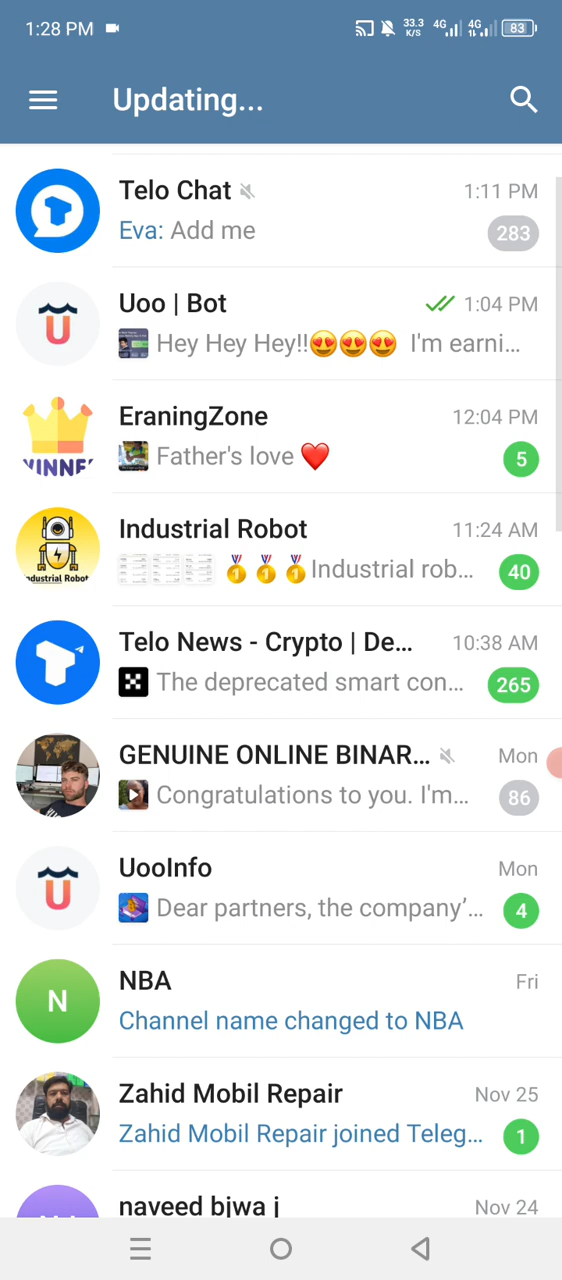 1:28 PM
33.3 K/S 4G 4G 83
Updating...
Telo Chat 1:11 PM
Eva: Add me 283
Uoo | Bot 1:04 PM
Hey Hey Hey!!😍😍😍 I'm earni...
EraningZone 12:04 PM
Father's love ❤️ 5
VINNE
Industrial Robot 11:24 AM
🥇🥇🥇Industrial rob... 40
ndustrial Robot
Telo News - Crypto | De... 10:38 AM
The deprecated smart con... 265
GENUINE ONLINE BINAR... Mon
Congratulations to you. I'm... 86
UooInfo Mon
Dear partners, the company’... 4
N
NBA Fri
Channel name changed to NBA
Zahid Mobil Repair Nov 25
Zahid Mobil Repair joined Teleg... 1
naveed bjwa j Nov 24